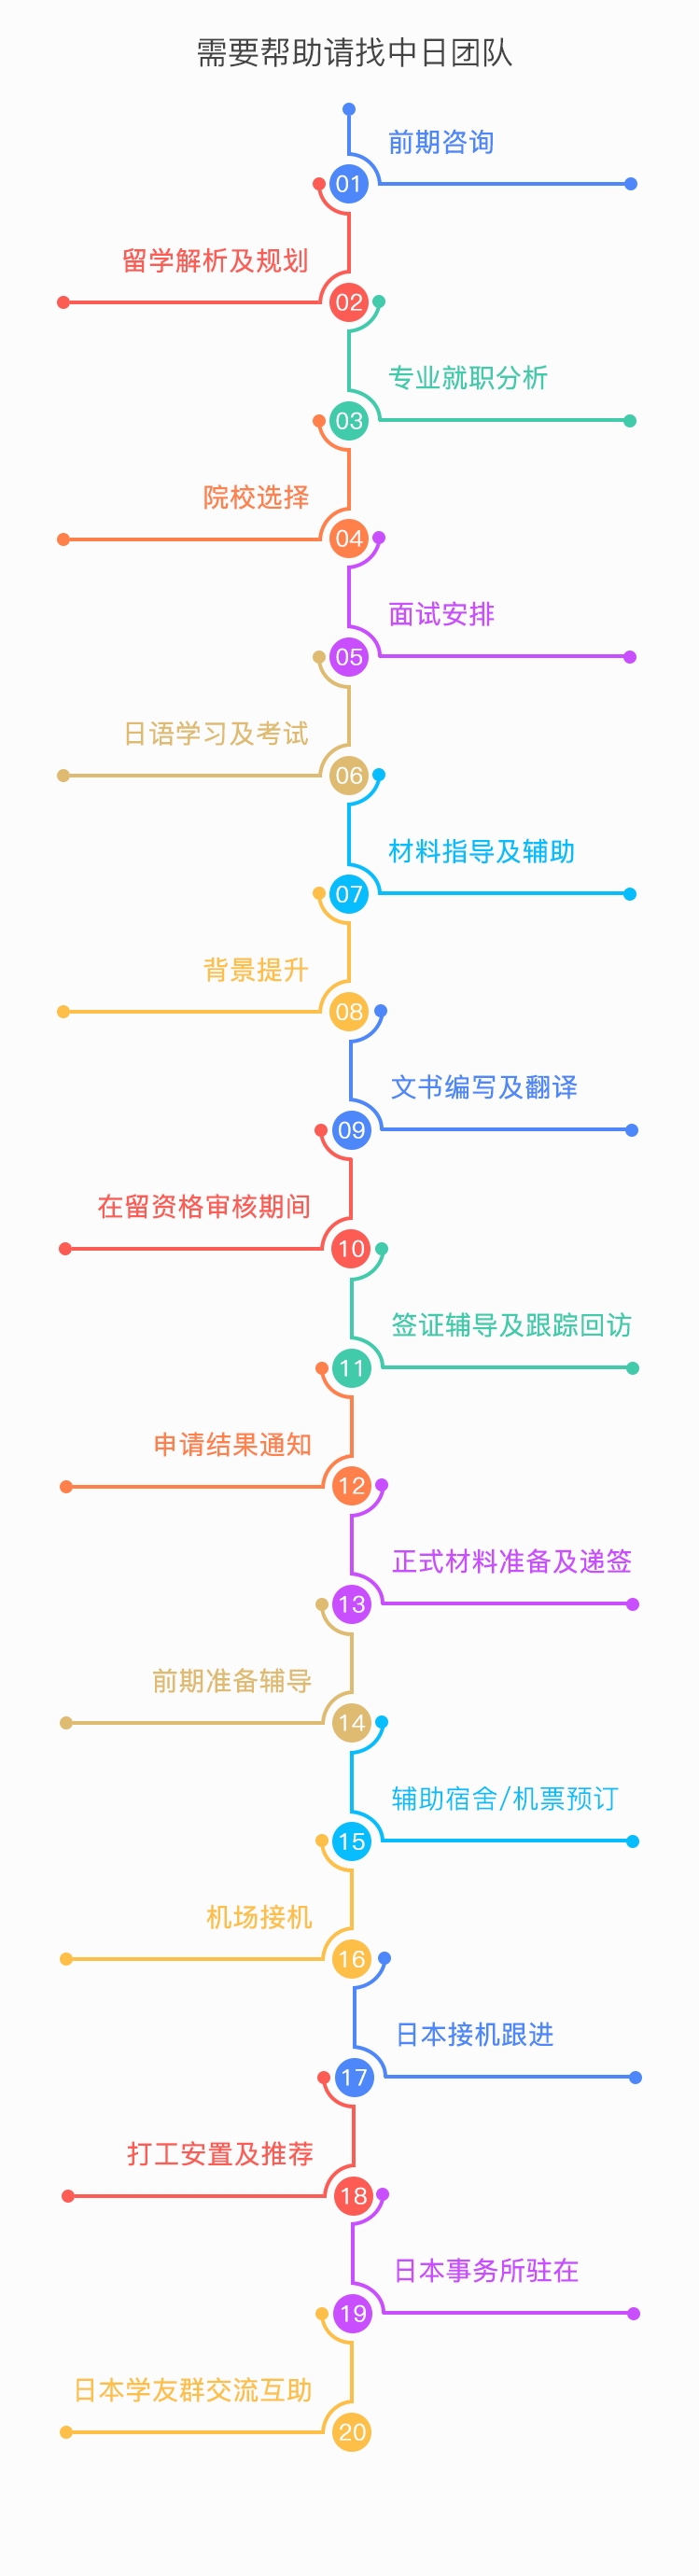 需要帮助请找中日团队
前期咨询
01
留学解析及规划
02
专业就职分析
03
院校选择
04
面试安排
05
日语学习及考试
06
材料指导及辅助
07
背景提升
08
文书编写及翻译
09
在留资格审核期间
10
签证辅导及跟踪回访
11
申请结果通知
12
正式材料准备及递签
13
前期准备辅导
14
辅助宿舍/机票预订
15
机场接机
16
日本接机跟进
17
打工安置及推荐
18
日本事务所驻在
19
日本学友群交流互助
20